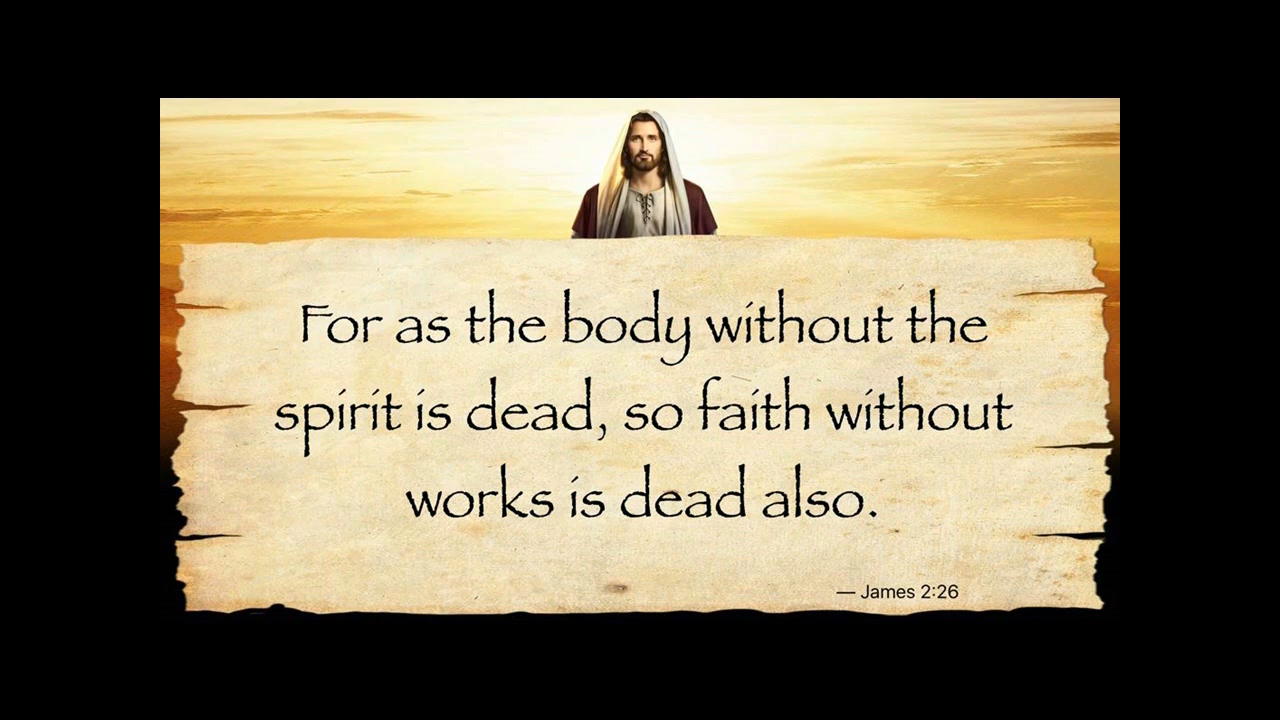 For as the body without the
spirit is dead, so faith without
works is dead also.
— James 2:26